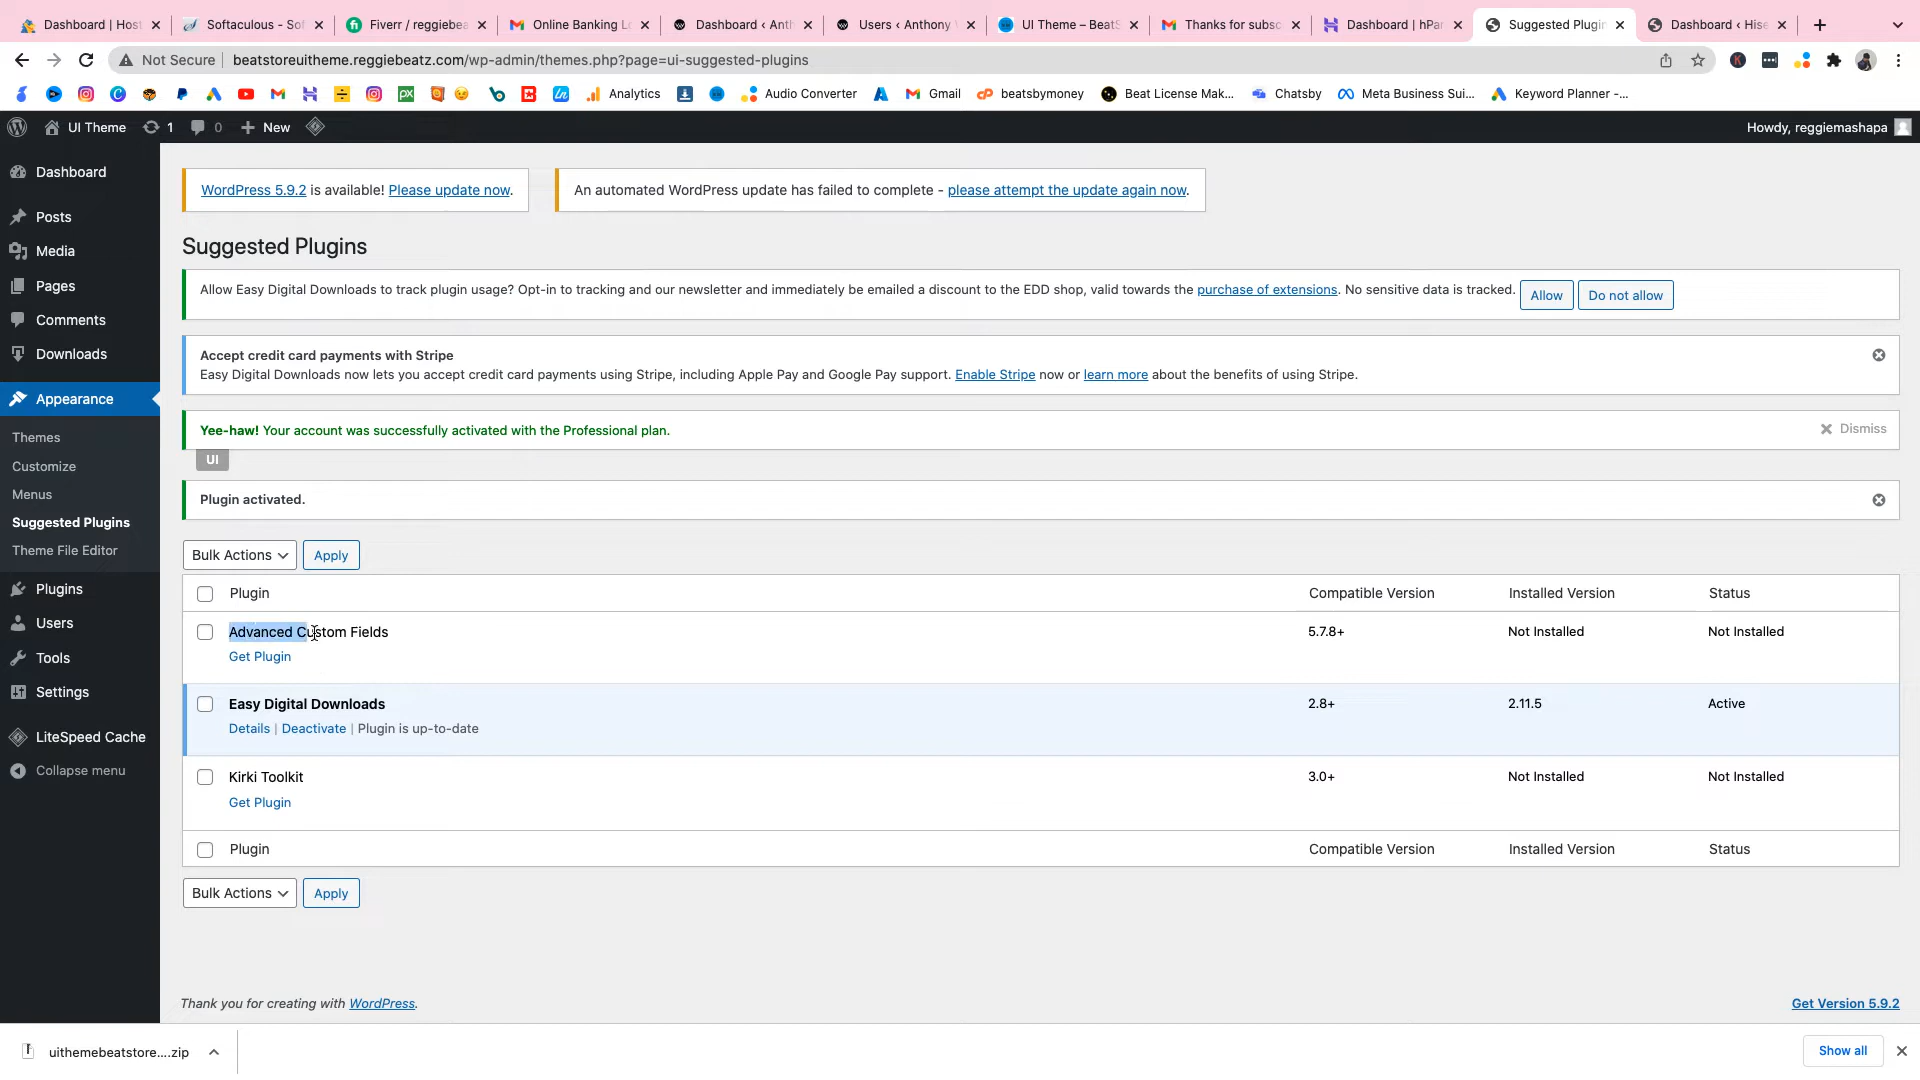 Dashboard | Host
Softaculous - Sof
Fiverr / reggiebea
Online Banking Lo
Dashboard ‹ Anth
Users ‹ Anthony
UI Theme – BeatS
Thanks for subsc
Dashboard | hPan
Suggested Plugin
Dashboard ‹ Hise
Not Secure | beatstoreuitheme.reggiebeatz.com/wp-admin/themes.php?page=ui-suggested-plugins
Analytics
Audio Converter
Gmail
beatsbymoney
Beat License Mak...
Chatsby
Meta Business Sui...
Keyword Planner -...
UI Theme 1 0 + New
Howdy, reggiemashapa
Dashboard
Posts
Media
Pages
Comments
Downloads
Appearance
Themes
Customize
Menus
Suggested Plugins
Theme File Editor
Plugins
Users
Tools
Settings
LiteSpeed Cache
Collapse menu
WordPress 5.9.2 is available! Please update now.
An automated WordPress update has failed to complete - please attempt the update again now.
Suggested Plugins
Allow Easy Digital Downloads to track plugin usage? Opt-in to tracking and our newsletter and immediately be emailed a discount to the EDD shop, valid towards the purchase of extensions. No sensitive data is tracked. Allow Do not allow
Accept credit card payments with Stripe
Easy Digital Downloads now lets you accept credit card payments using Stripe, including Apple Pay and Google Pay support. Enable Stripe now or learn more about the benefits of using Stripe.
Yee-haw! Your account was successfully activated with the Professional plan.
Dismiss
UI
Plugin activated.
Bulk Actions Apply
Plugin Compatible Version Installed Version Status
Advanced Custom Fields 5.7.8+ Not Installed Not Installed
Get Plugin
Easy Digital Downloads 2.8+ 2.11.5 Active
Details | Deactivate | Plugin is up-to-date
Kirki Toolkit 3.0+ Not Installed Not Installed
Get Plugin
Plugin Compatible Version Installed Version Status
Bulk Actions Apply
Thank you for creating with WordPress.
Get Version 5.9.2
uithemebeatstore....zip
Show all